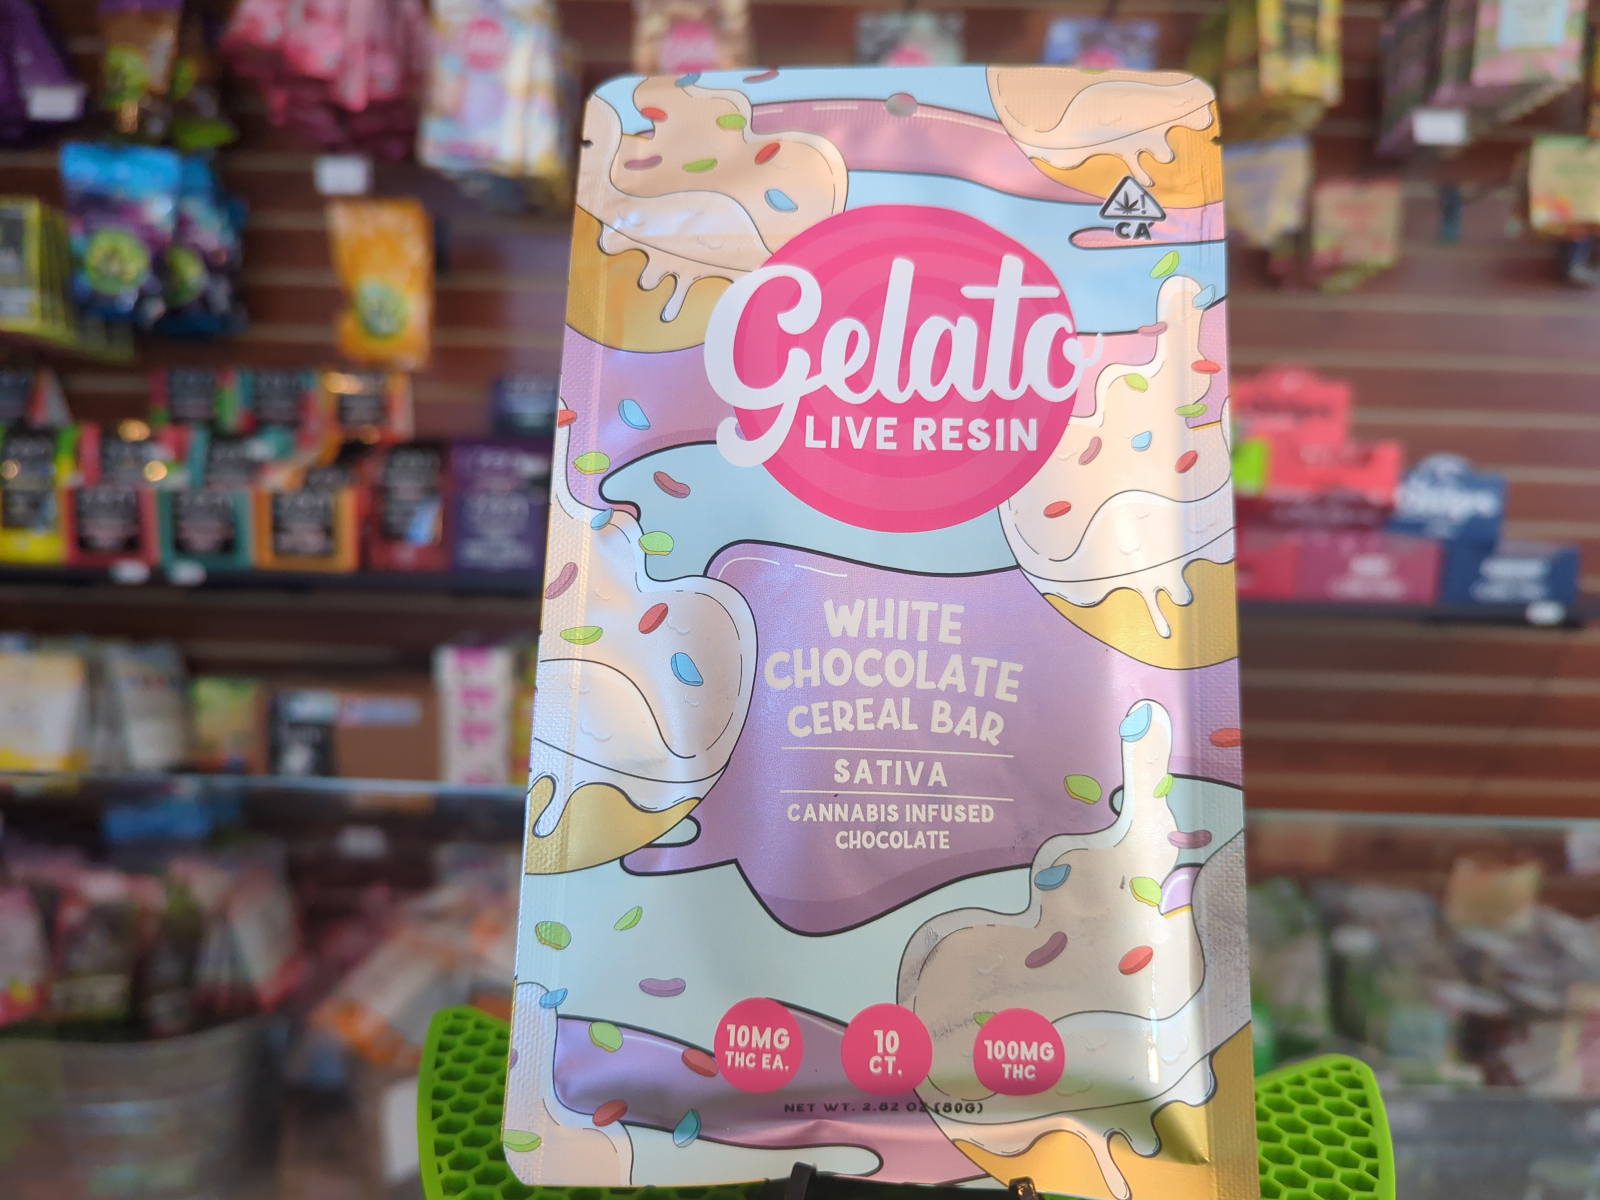 CA
Gelato
LIVE RESIN
WHITE
CHOCOLATE
CEREAL BAR
SATIVA
CANNABIS INFUSED
CHOCOLATE
10MG
THC EA.
10
CT.
100MG
THC
NET WT. 2.82 OZ (80G)